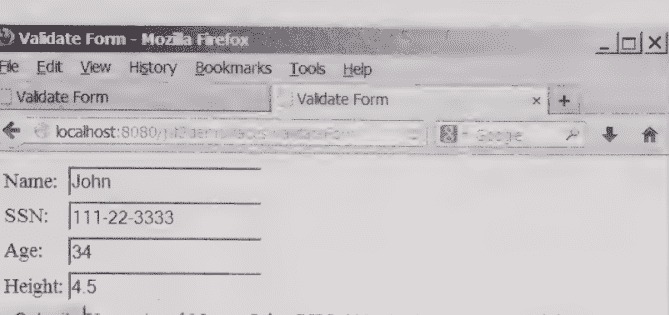 Validate Form - Mozilla Firefox
File Edit View History Bookmarks Tools Help
Validate Form Validate Form × +
localhost:8080/ Google
Name: John
SSN: 111-22-3333
Age: 34
Height: 4.5